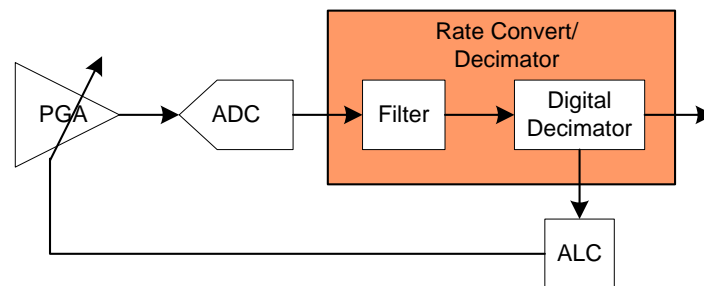 Rate Convert/
Decimator
PGA
ADC
Filter
Digital
Decimator
ALC